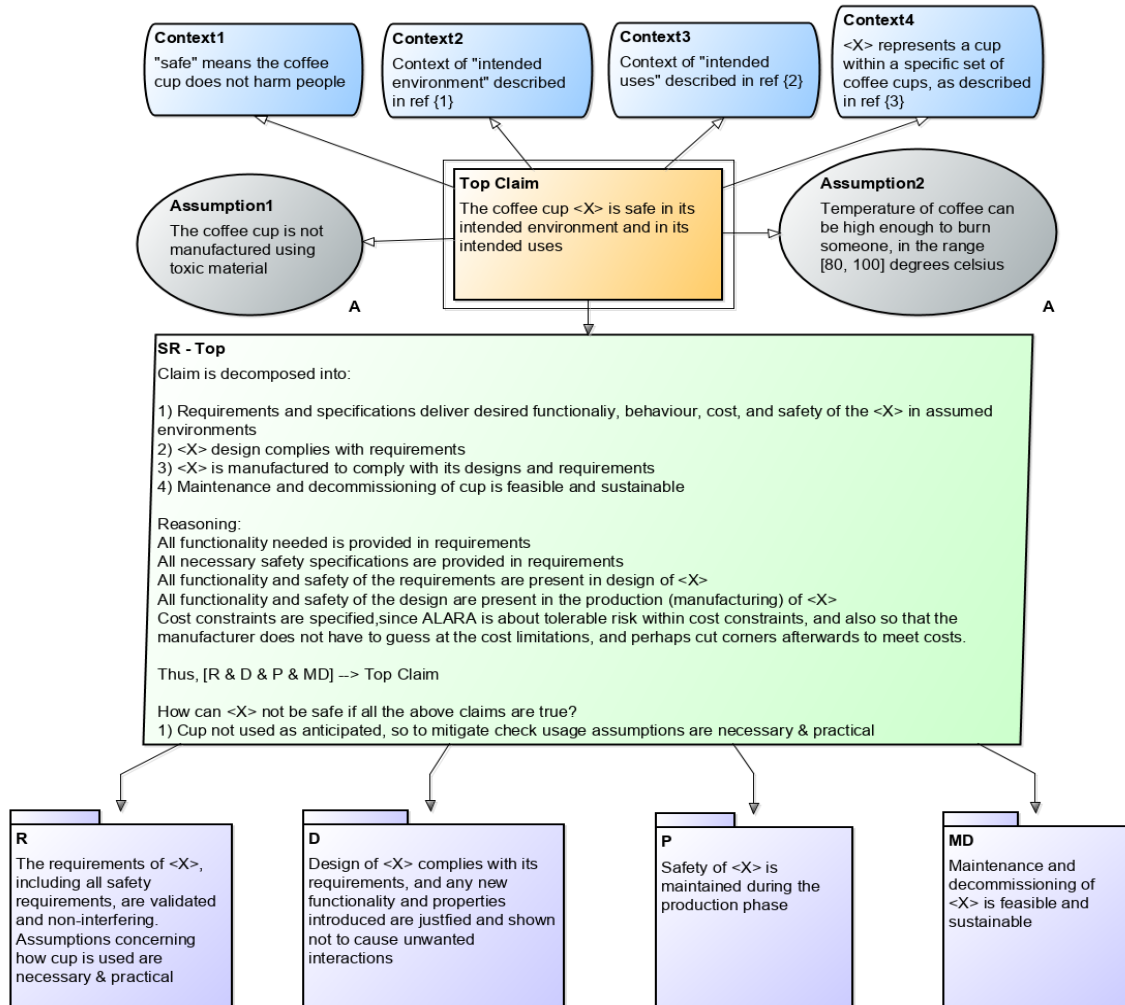 Context1
"safe" means the coffee
cup does not harm people
Context2
Context of "intended
environment" described
in ref {1}
Context3
Context of "intended
uses" described in ref {2}
Context4
<X> represents a cup
within a specific set of
coffee cups, as described
in ref {3}
Assumption1
The coffee cup is not
manufactured using
toxic material
A
Top Claim
The coffee cup <X> is safe in its
intended environment and in its
intended uses
Assumption2
Temperature of coffee can
be high enough to burn
someone, in the range
[80, 100] degrees celsius
A
SR - Top
Claim is decomposed into:
1) Requirements and specifications deliver desired functionaliy, behaviour, cost, and safety of the <X> in assumed
environments
2) <X> design complies with requirements
3) <X> is manufactured to comply with its designs and requirements
4) Maintenance and decommissioning of cup is feasible and sustainable
Reasoning:
All functionality needed is provided in requirements
All necessary safety specifications are provided in requirements
All functionality and safety of the requirements are present in design of <X>
All functionality and safety of the design are present in the production (manufacturing) of <X>
Cost constraints are specified,since ALARA is about tolerable risk within cost constraints, and also so that the
manufacturer does not have to guess at the cost limitations, and perhaps cut corners afterwards to meet costs.
Thus, [R & D & P & MD] --> Top Claim
How can <X> not be safe if all the above claims are true?
1) Cup not used as anticipated, so to mitigate check usage assumptions are necessary & practical
R
The requirements of <X>,
including all safety
requirements, are validated
and non-interfering.
Assumptions concerning
how cup is used are
necessary & practical
D
Design of <X> complies with its
requirements, and any new
functionality and properties
introduced are justfied and shown
not to cause unwanted
interactions
P
Safety of <X> is
maintained during the
production phase
MD
Maintenance and
decommissioning of
<X> is feasible and
sustainable